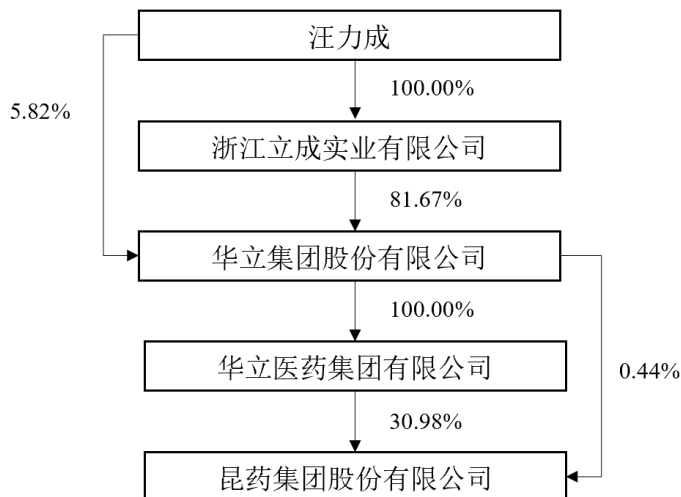 汪力成
5.82%
100.00%
浙江立成实业有限公司
81.67%
华立集团股份有限公司
100.00%
华立医药集团有限公司
0.44%
30.98%
昆药集团股份有限公司